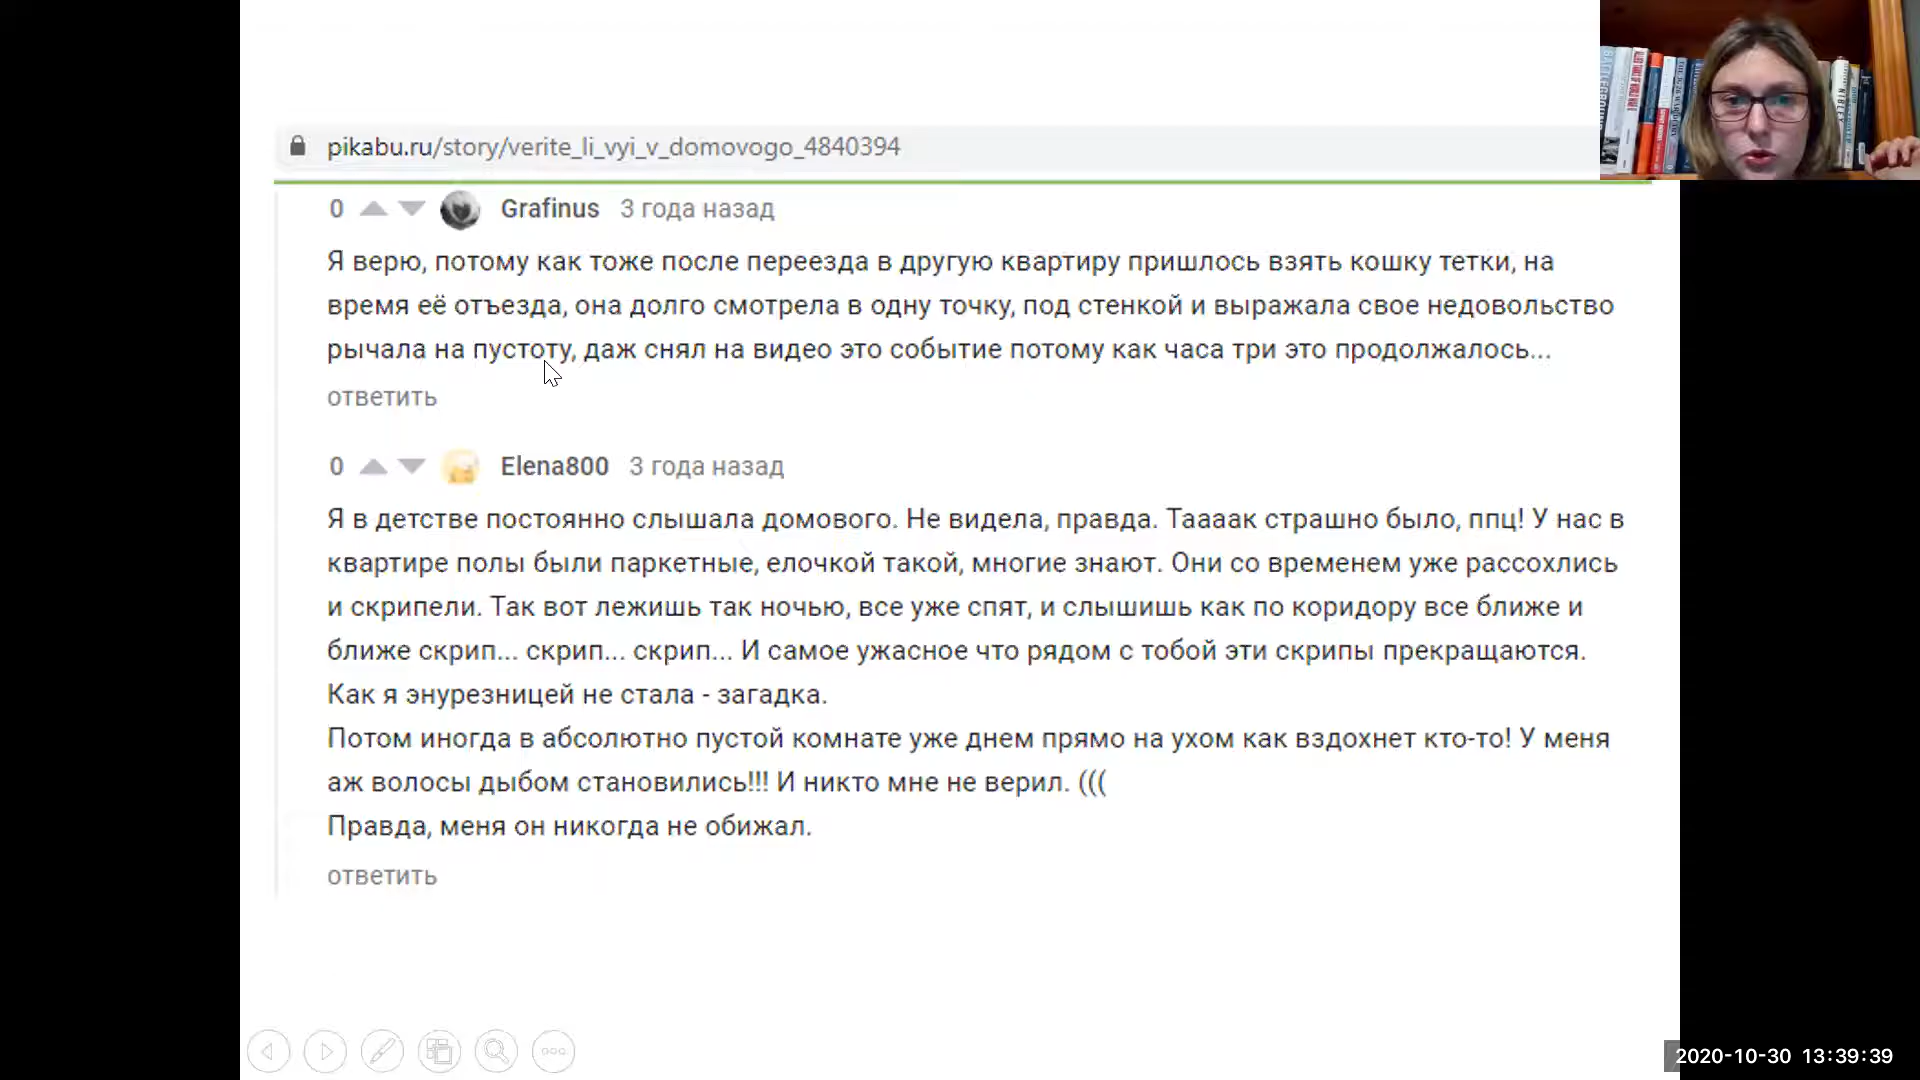 pikabu.ru/story/verite_li_vyi_v_domovogo_4840394
0 Grafinus 3 года назад
Я верю, потому как тоже после переезда в другую квартиру пришлось взять кошку тетки, на
время её отъезда, она долго смотрела в одну точку, под стенкой и выражала свое недовольство
рычала на пустоту, даж снял на видео это событие потому как часа три это продолжалось...
ответить
0 Elena800 3 года назад
Я в детстве постоянно слышала домового. Не видела, правда. Таааак страшно было, ппц! У нас в
квартире полы были паркетные, елочкой такой, многие знают. Они со временем уже рассохлись
и скрипели. Так вот лежишь так ночью, все уже спят, и слышишь как по коридору все ближе и
ближе скрип... скрип... скрип... И самое ужасное что рядом с тобой эти скрипы прекращаются.
Как я энурезницей не стала - загадка.
Потом иногда в абсолютно пустой комнате уже днем прямо на ухом как вздохнет кто-то! У меня
аж волосы дыбом становились!!! И никто мне не верил. (((
Правда, меня он никогда не обижал.
ответить
2020-10-30 13:39:39